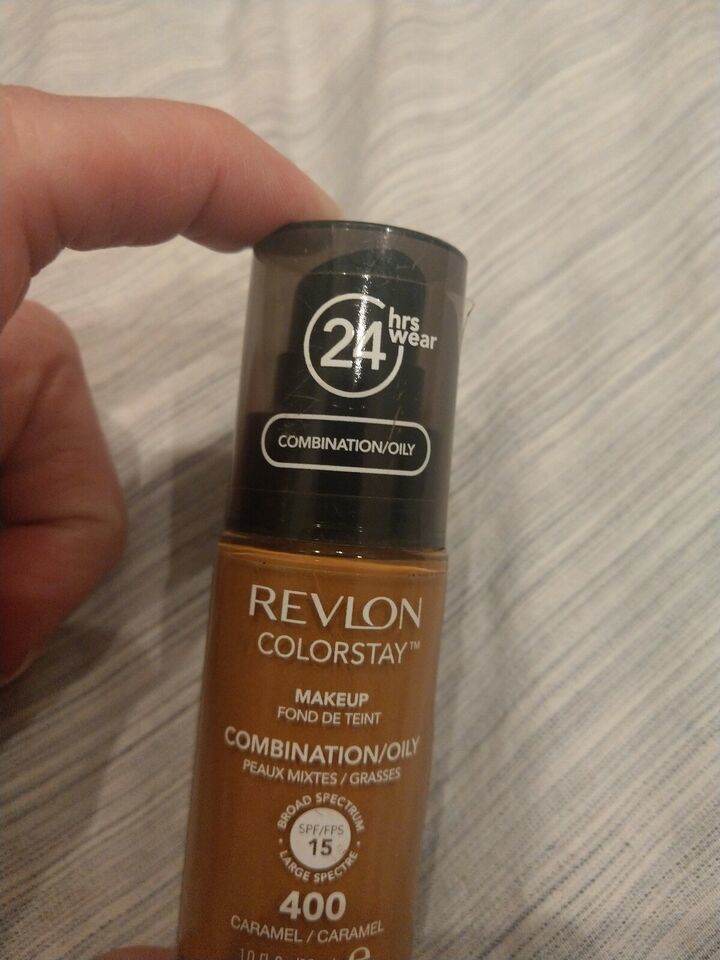 24 hrs
wear
COMBINATION/OILY
REVLON
COLORSTAY™
MAKEUP
FOND DE TEINT
COMBINATION/OILY
PEAUX MIXTES / GRASSES
BROAD SPECTRUM
SPF/FPS
15
LARGE SPECTRE
400
CARAMEL / CARAMEL